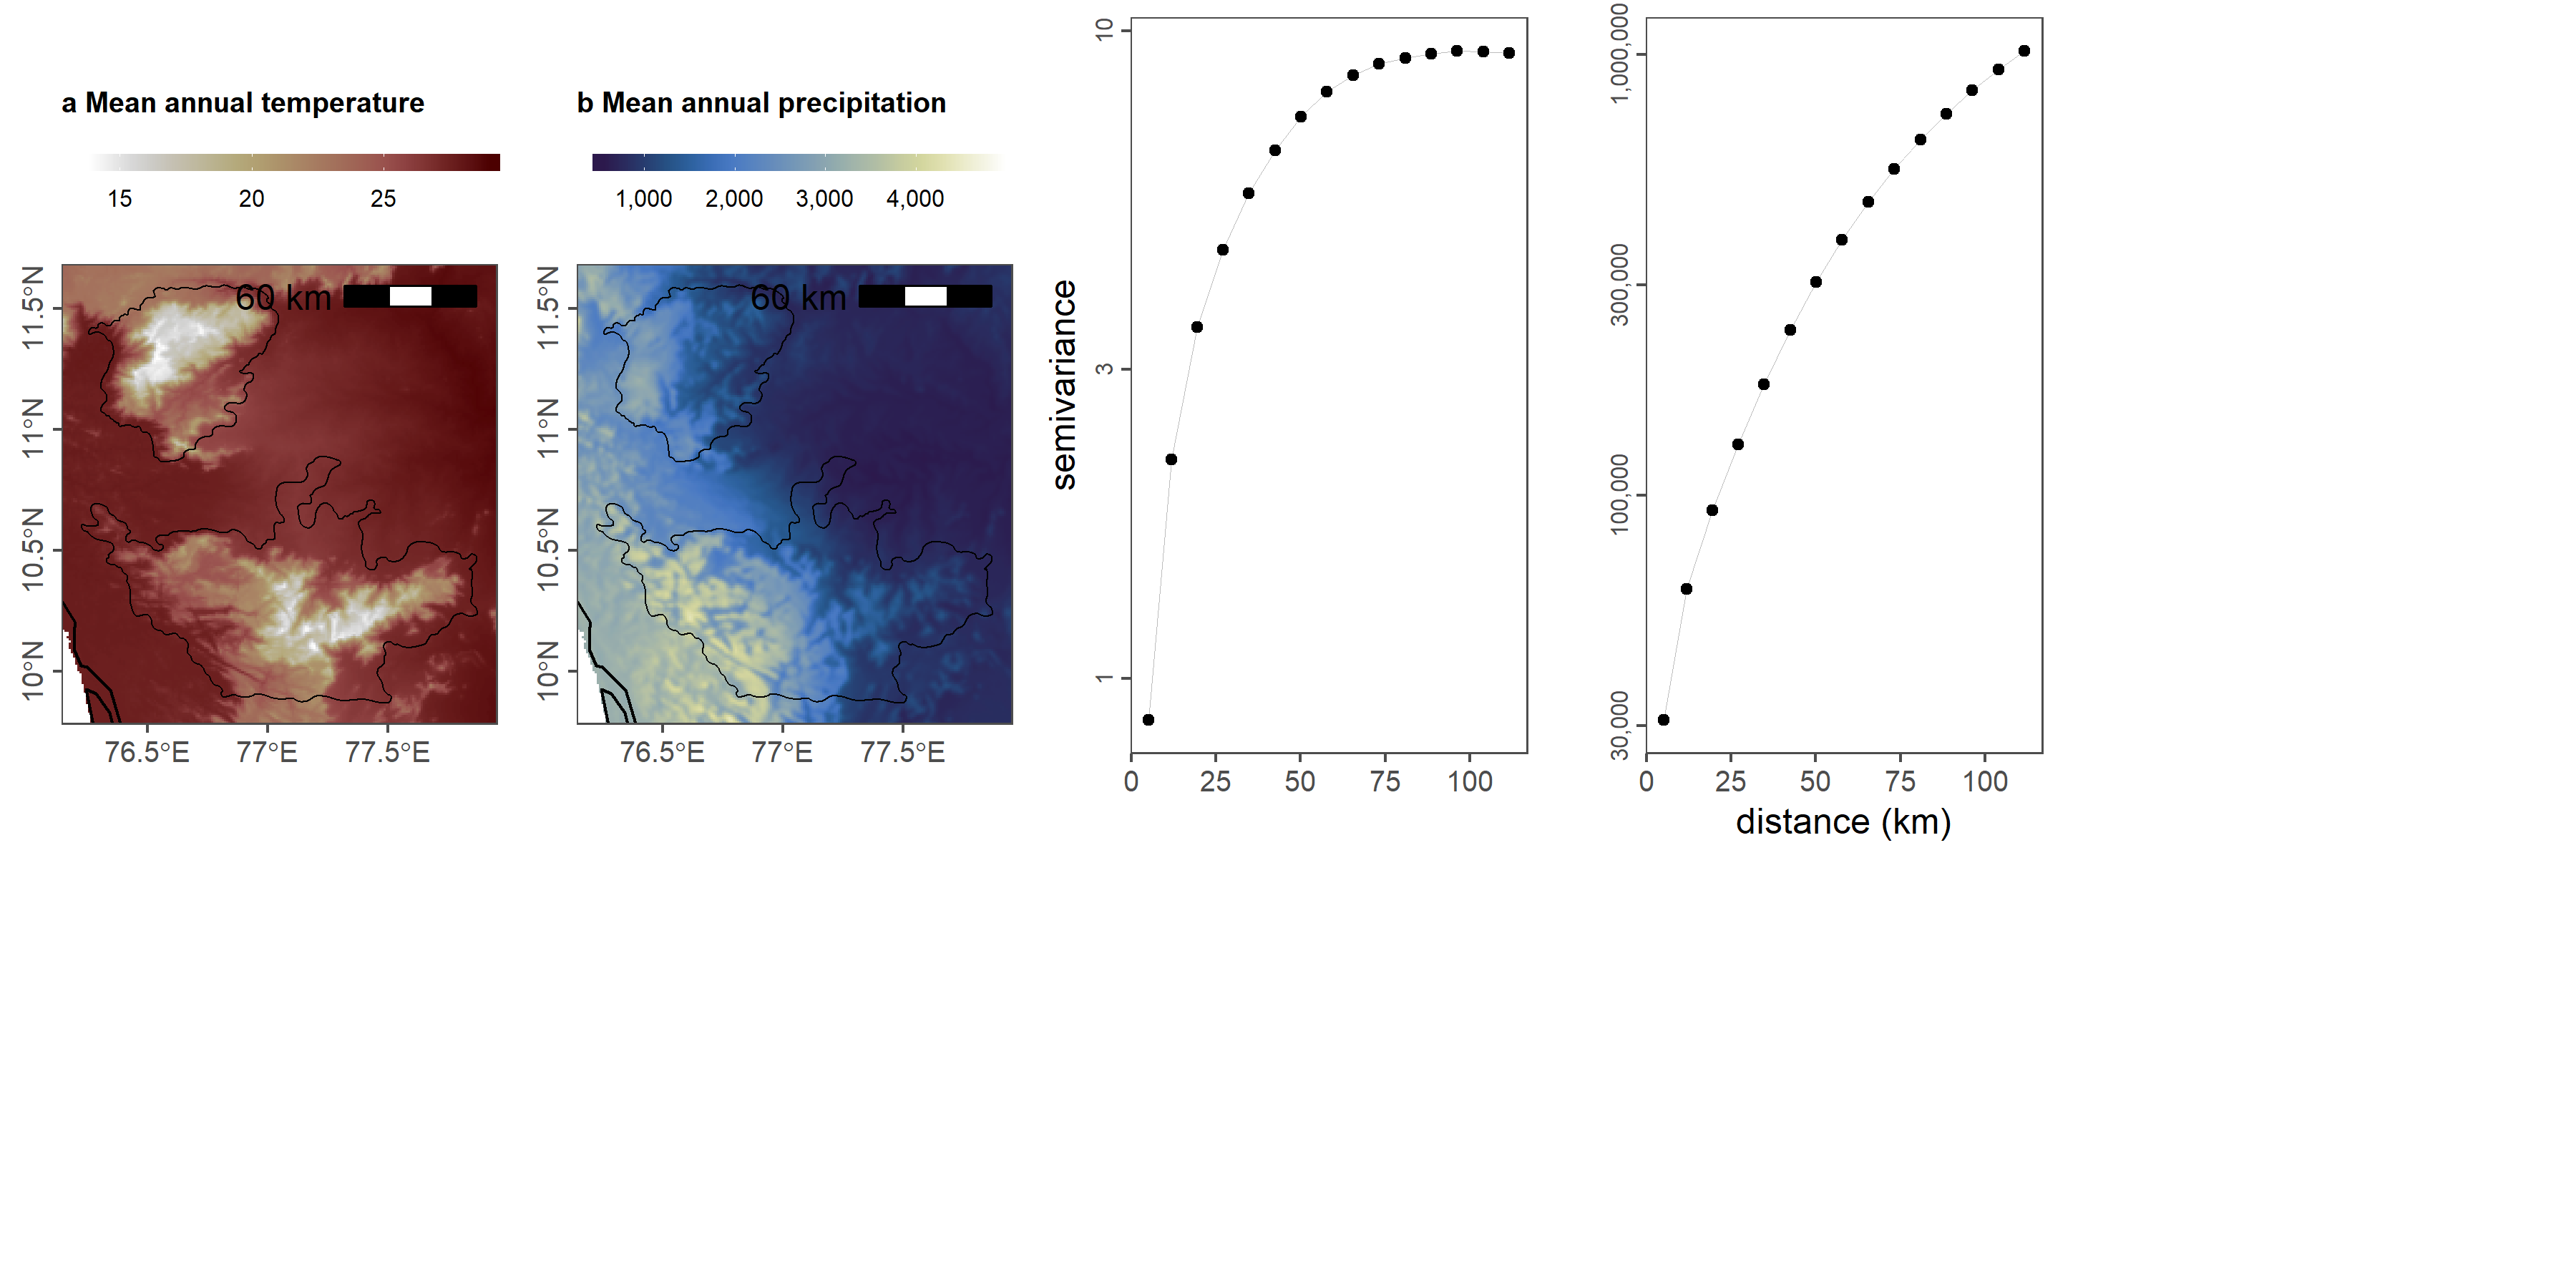 a Mean annual temperature
15 20 25
60 km
11.5°N
11°N
10.5°N
10°N
76.5°E 77°E 77.5°E
b Mean annual precipitation
1,000 2,000 3,000 4,000
60 km
11.5°N
11°N
10.5°N
10°N
76.5°E 77°E 77.5°E
semivariance
10
3
1
0 25 50 75 100
1,000,000
300,000
100,000
30,000
0 25 50 75 100
distance (km)